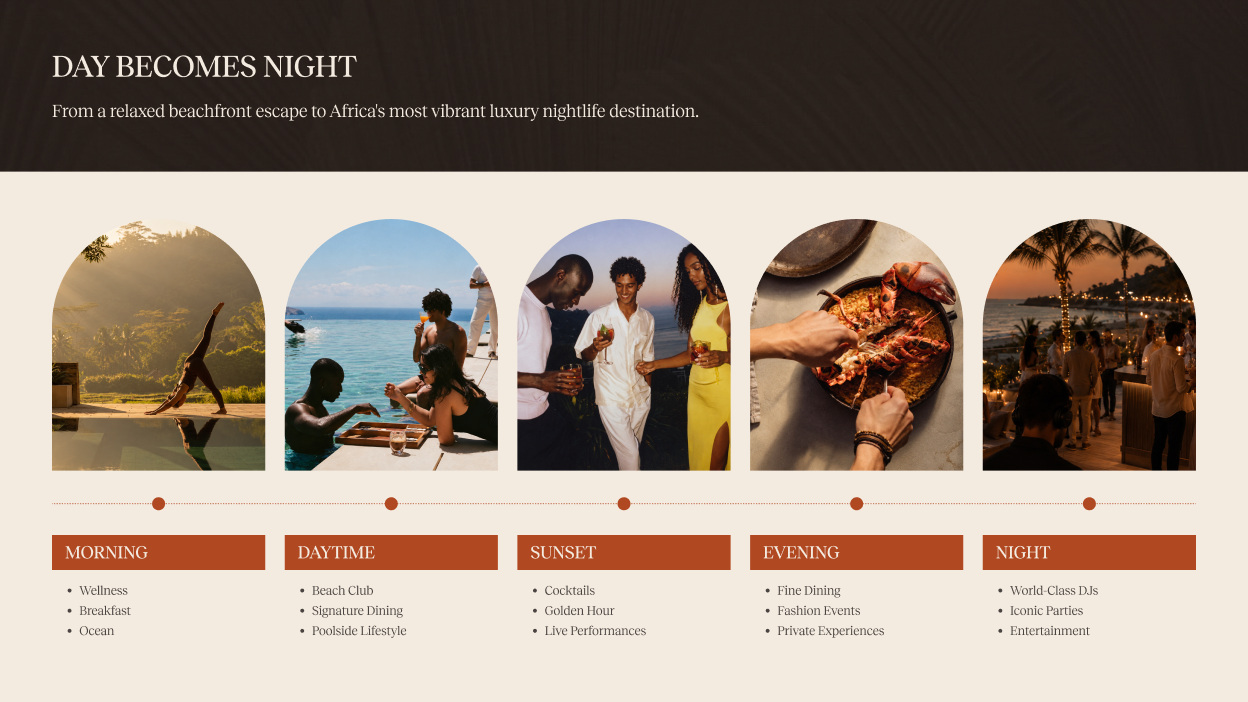 DAY BECOMES NIGHT
From a relaxed beachfront escape to Africa's most vibrant luxury nightlife destination.
MORNING
• Wellness
• Breakfast
• Ocean
DAYTIME
• Beach Club
• Signature Dining
• Poolside Lifestyle
SUNSET
• Cocktails
• Golden Hour
• Live Performances
EVENING
• Fine Dining
• Fashion Events
• Private Experiences
NIGHT
• World-Class DJs
• Iconic Parties
• Entertainment